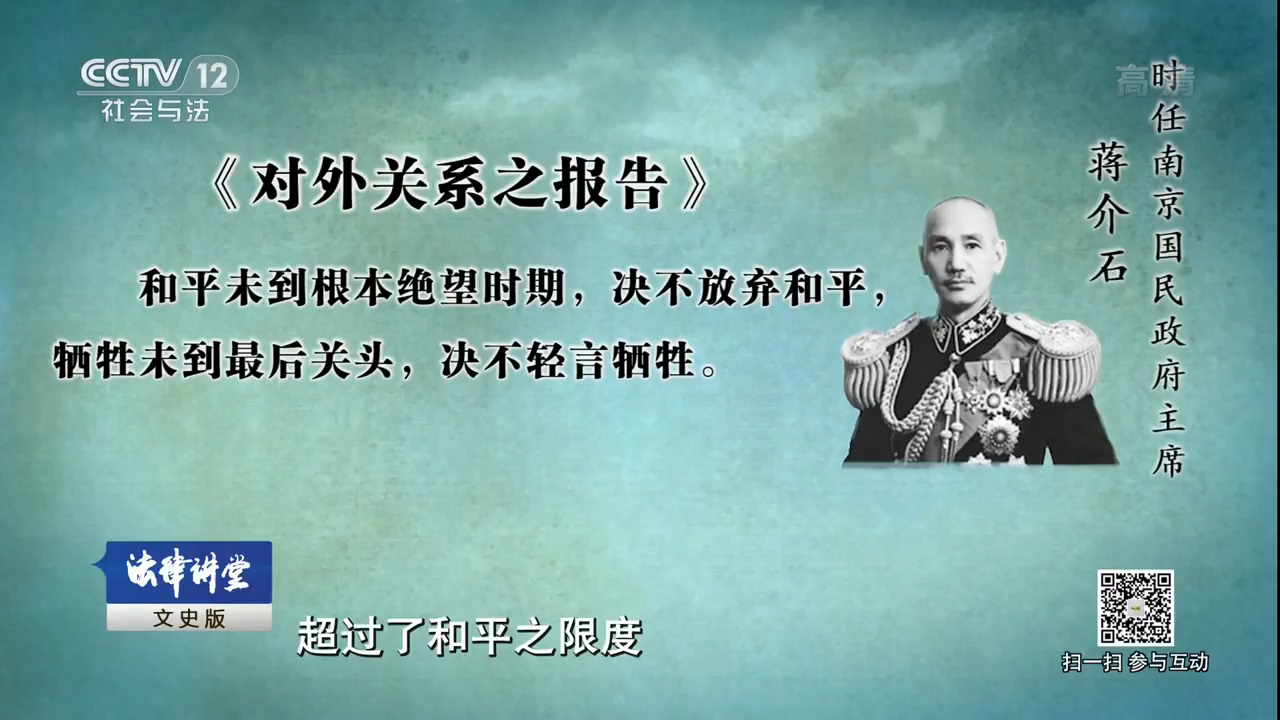 CCTV 12
社会与法
高清
时任南京国民政府主席
蒋介石
《对外关系之报告》
和平未到根本绝望时期，决不放弃和平，
牺牲未到最后关头，决不轻言牺牲。
法律讲堂
文史版
超过了和平之限度
扫一扫 参与互动